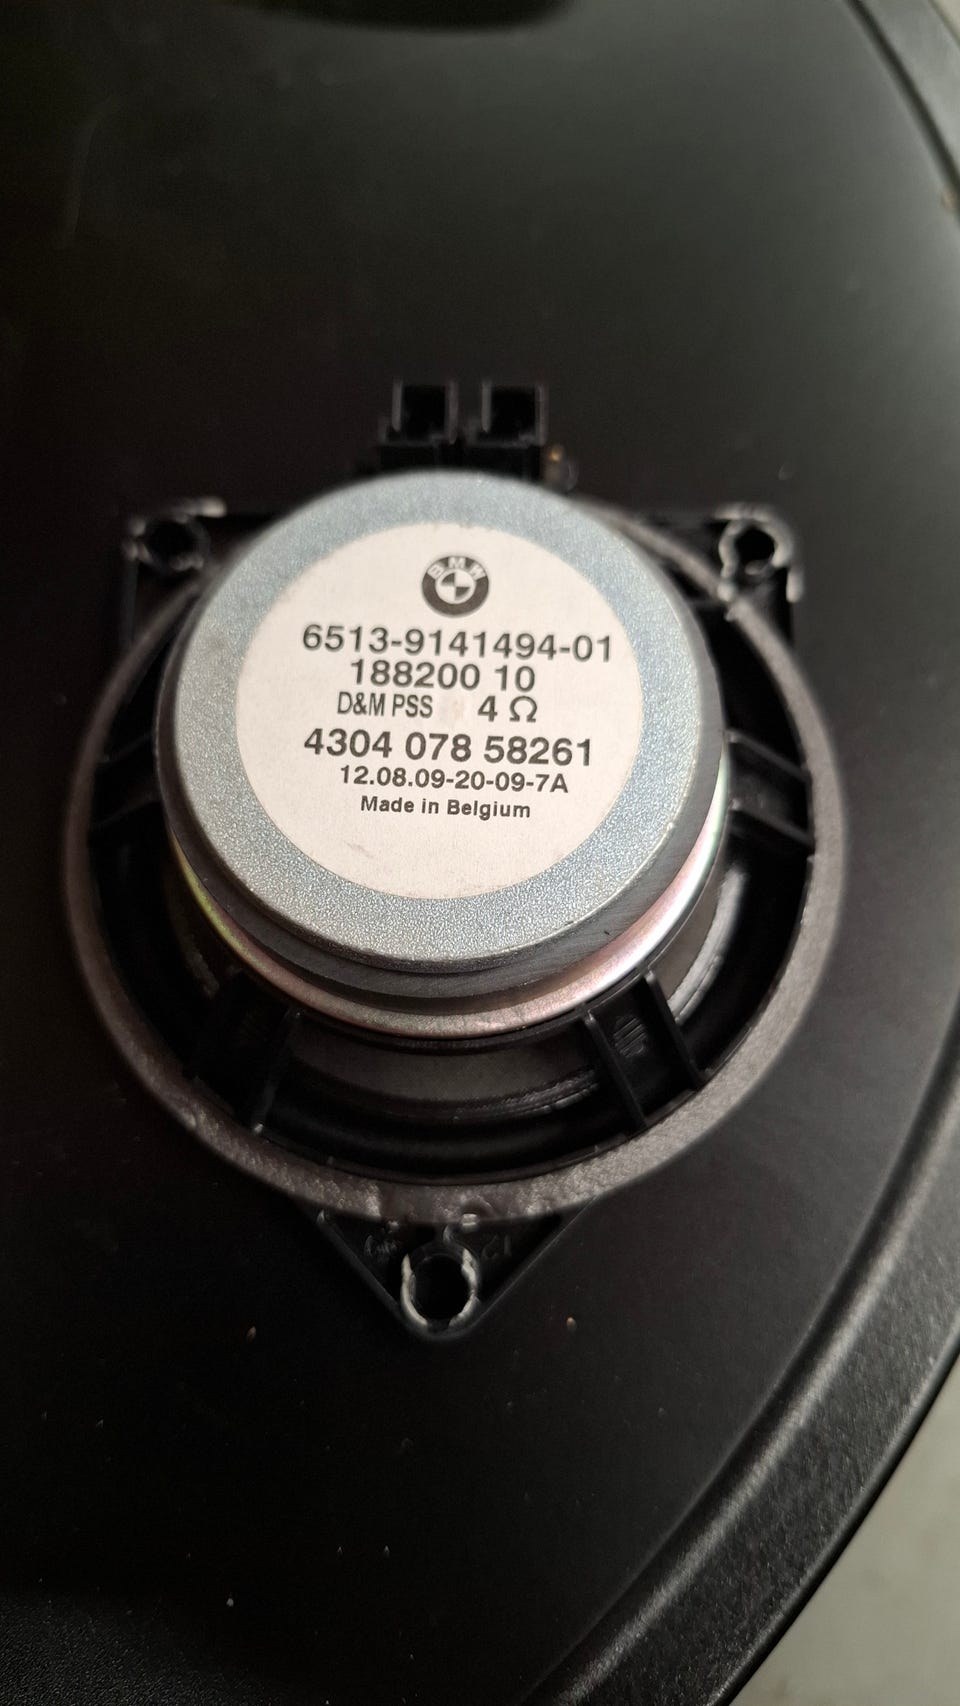 BMW
6513-9141494-01
188200 10
D&M PSS 4 Ω
4304 078 58261
12.08.09-20-09-7A
Made in Belgium